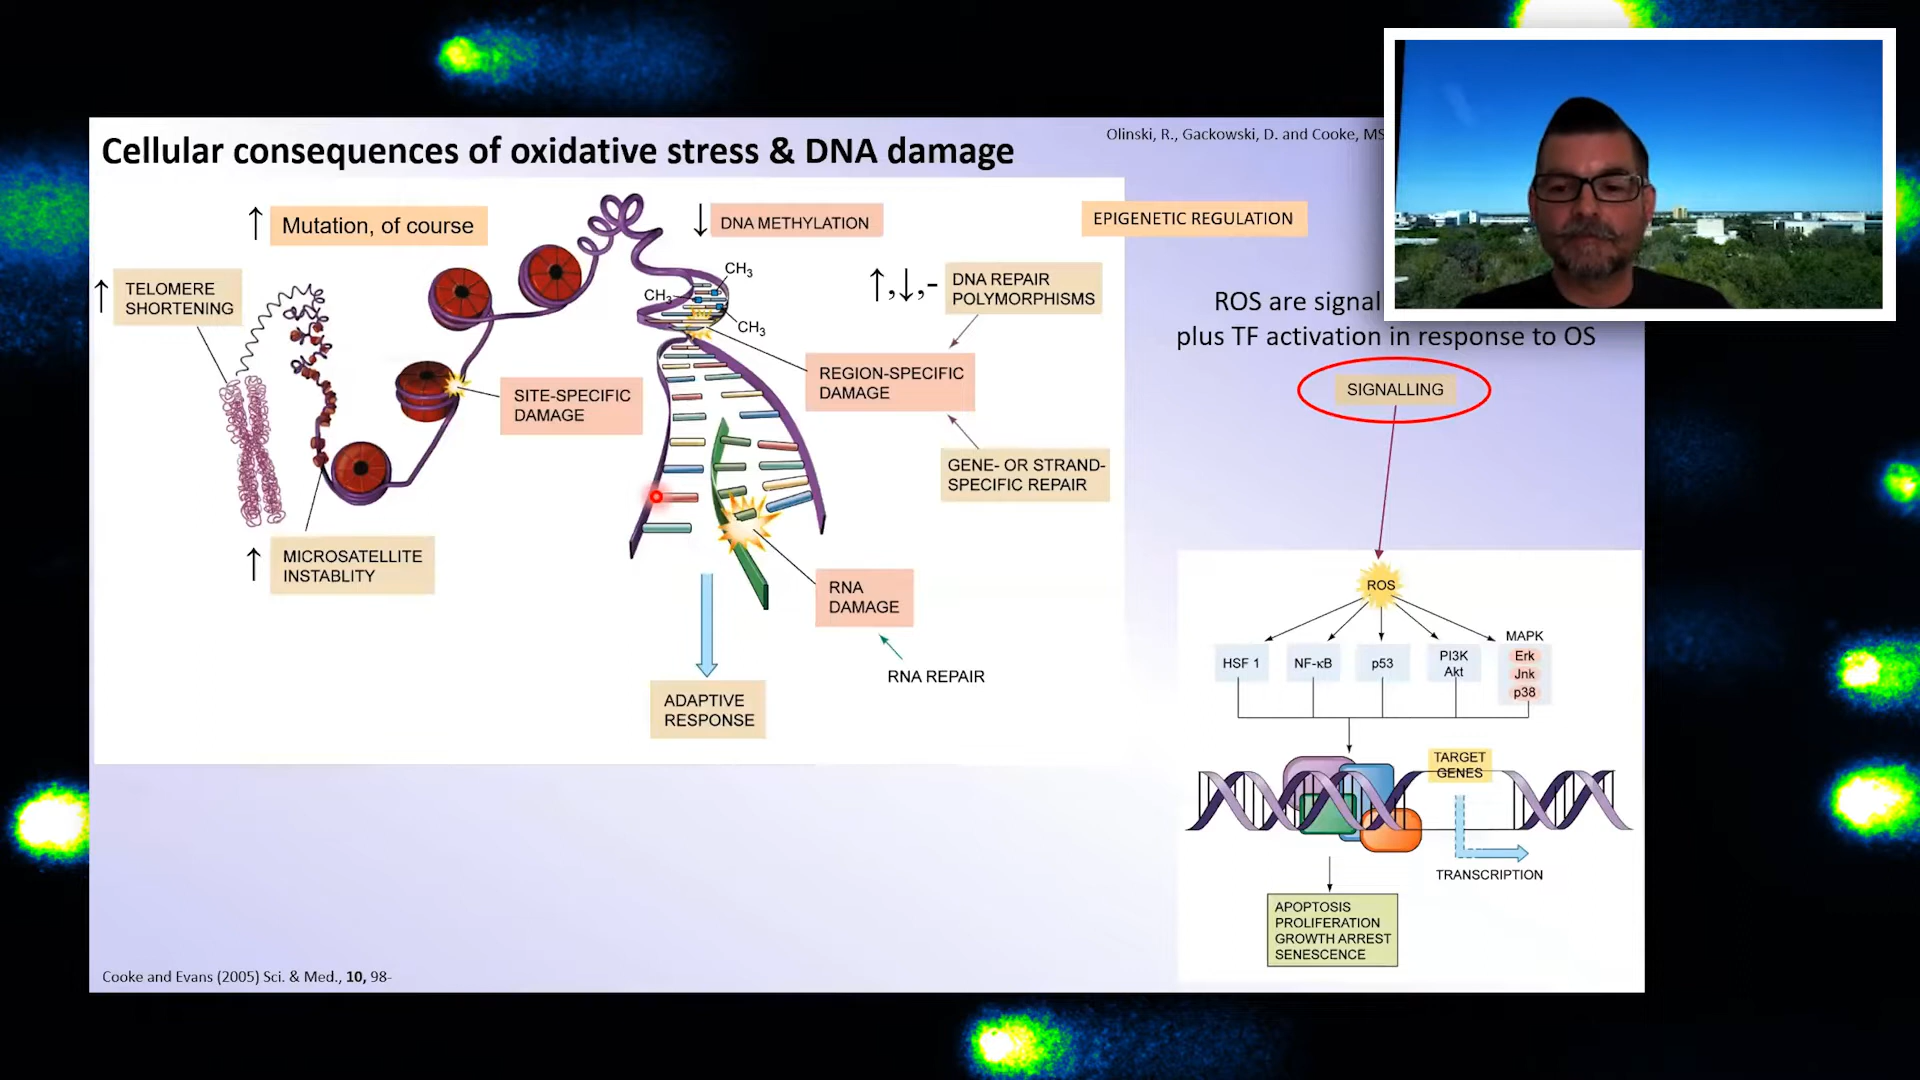 Cellular consequences of oxidative stress & DNA damage
Olinski, R., Gackowski, D. and Cooke, MS
↑ Mutation, of course
↓ DNA METHYLATION
EPIGENETIC REGULATION
↑ TELOMERE
SHORTENING
CH₃
CH₃
CH₃
↑,↓,- DNA REPAIR
POLYMORPHISMS
ROS are signal
plus TF activation in response to OS
SITE-SPECIFIC
DAMAGE
REGION-SPECIFIC
DAMAGE
SIGNALLING
GENE- OR STRAND-
SPECIFIC REPAIR
↑ MICROSATELLITE
INSTABLITY
RNA
DAMAGE
RNA REPAIR
ADAPTIVE
RESPONSE
ROS
HSF 1
NF-κB
p53
PI3K
Akt
MAPK
Erk
Jnk
p38
TARGET
GENES
TRANSCRIPTION
APOPTOSIS
PROLIFERATION
GROWTH ARREST
SENESCENCE
Cooke and Evans (2005) Sci. & Med., 10, 98-